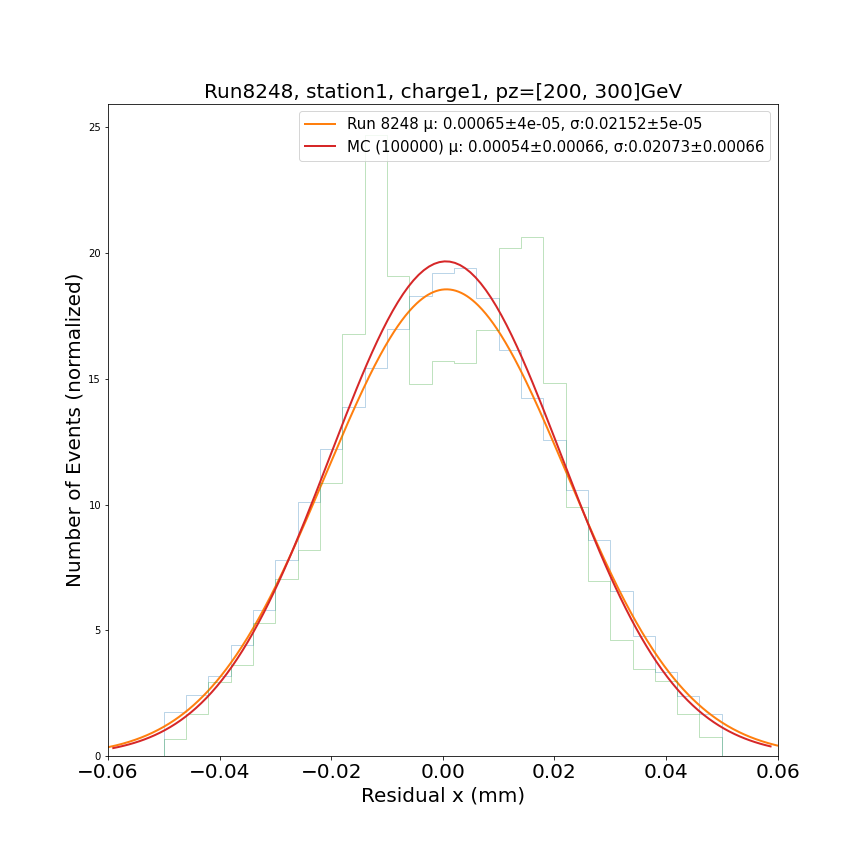 Run8248, station1, charge1, pz=[200, 300]GeV
Run 8248 μ: 0.00065±4e-05, σ:0.02152±5e-05
MC (100000) μ: 0.00054±0.00066, σ:0.02073±0.00066
25
20
15
10
5
0
Number of Events (normalized)
−0.06 −0.04 −0.02 0.00 0.02 0.04 0.06
Residual x (mm)